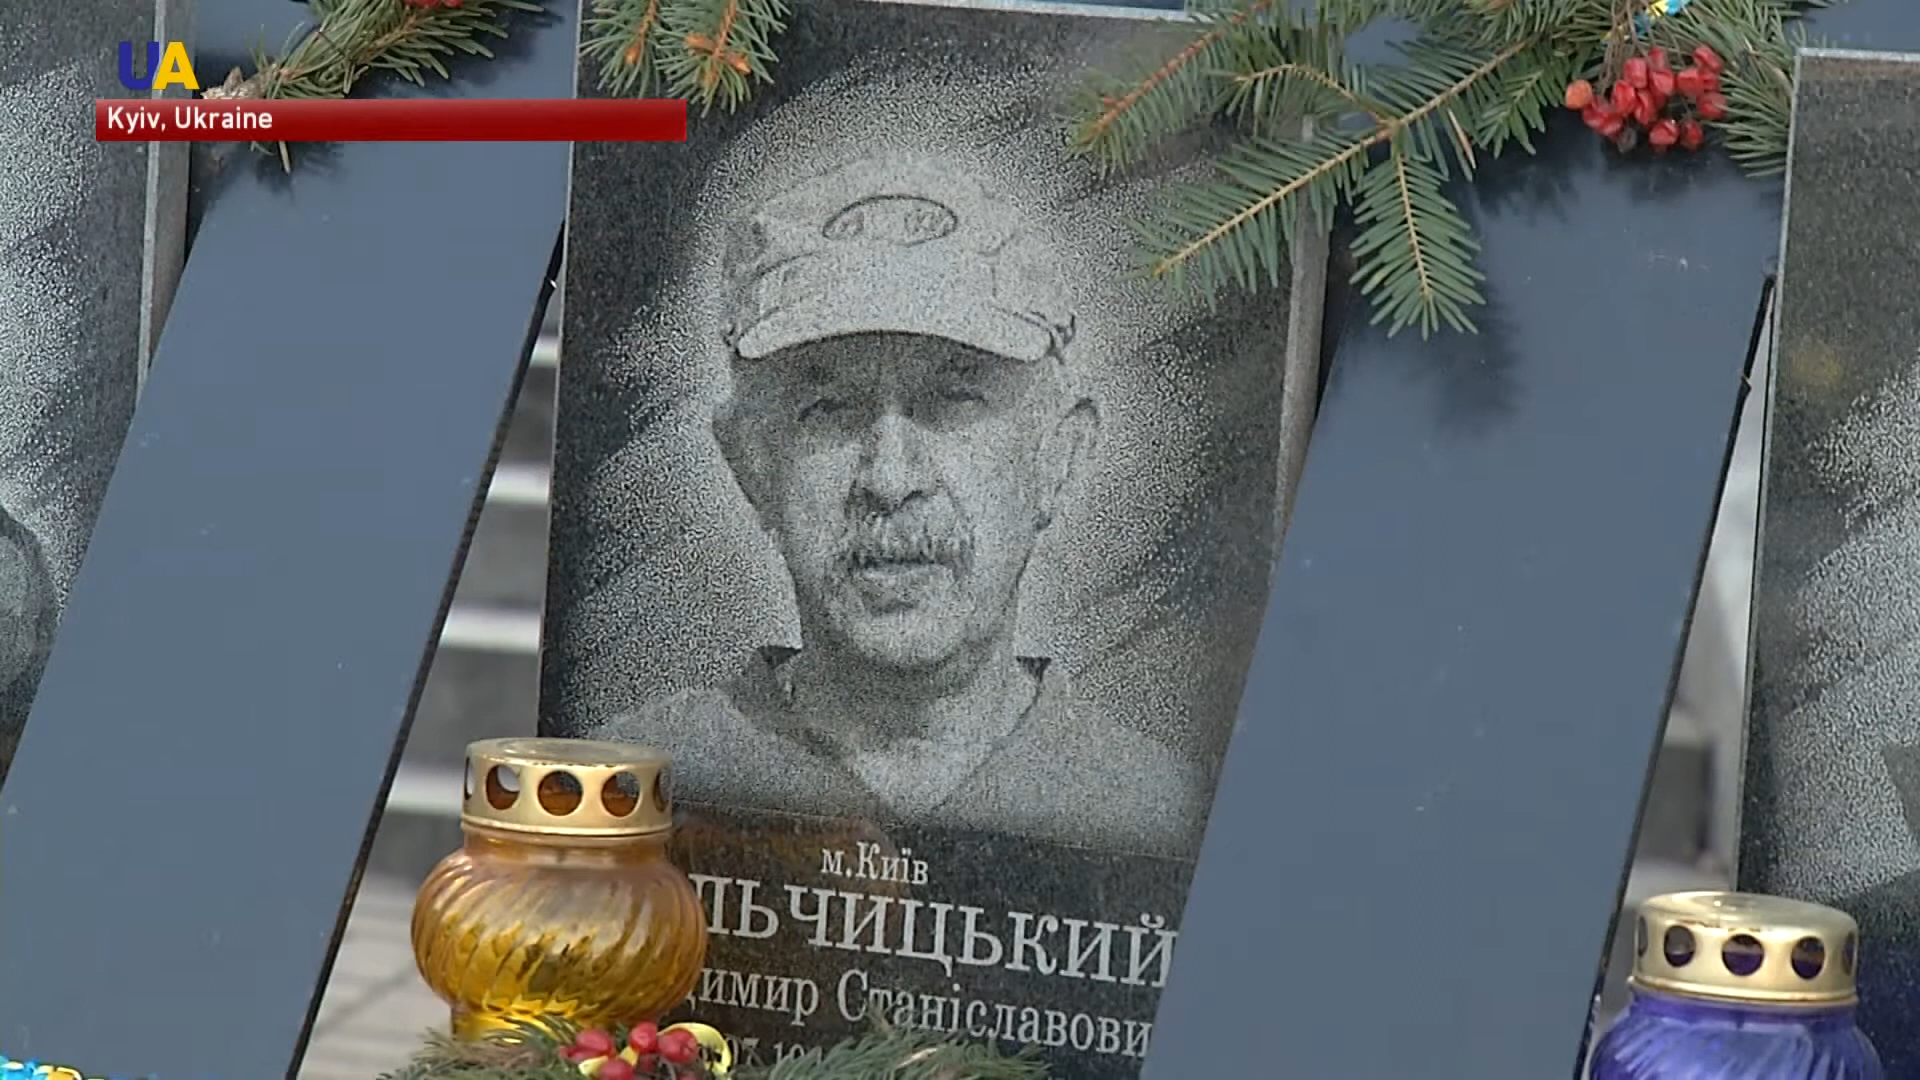 UA
Kyiv, Ukraine
м.Київ
ЛЬЧИЦЬКИЙ
димир Станіславови